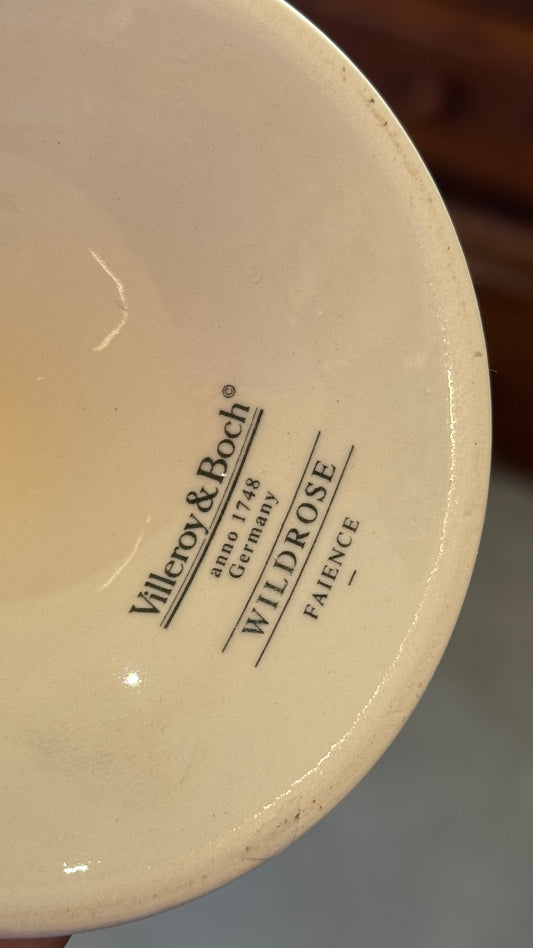 Villeroy & Boch©
anno 1748
Germany
WILDROSE
FAIENCE